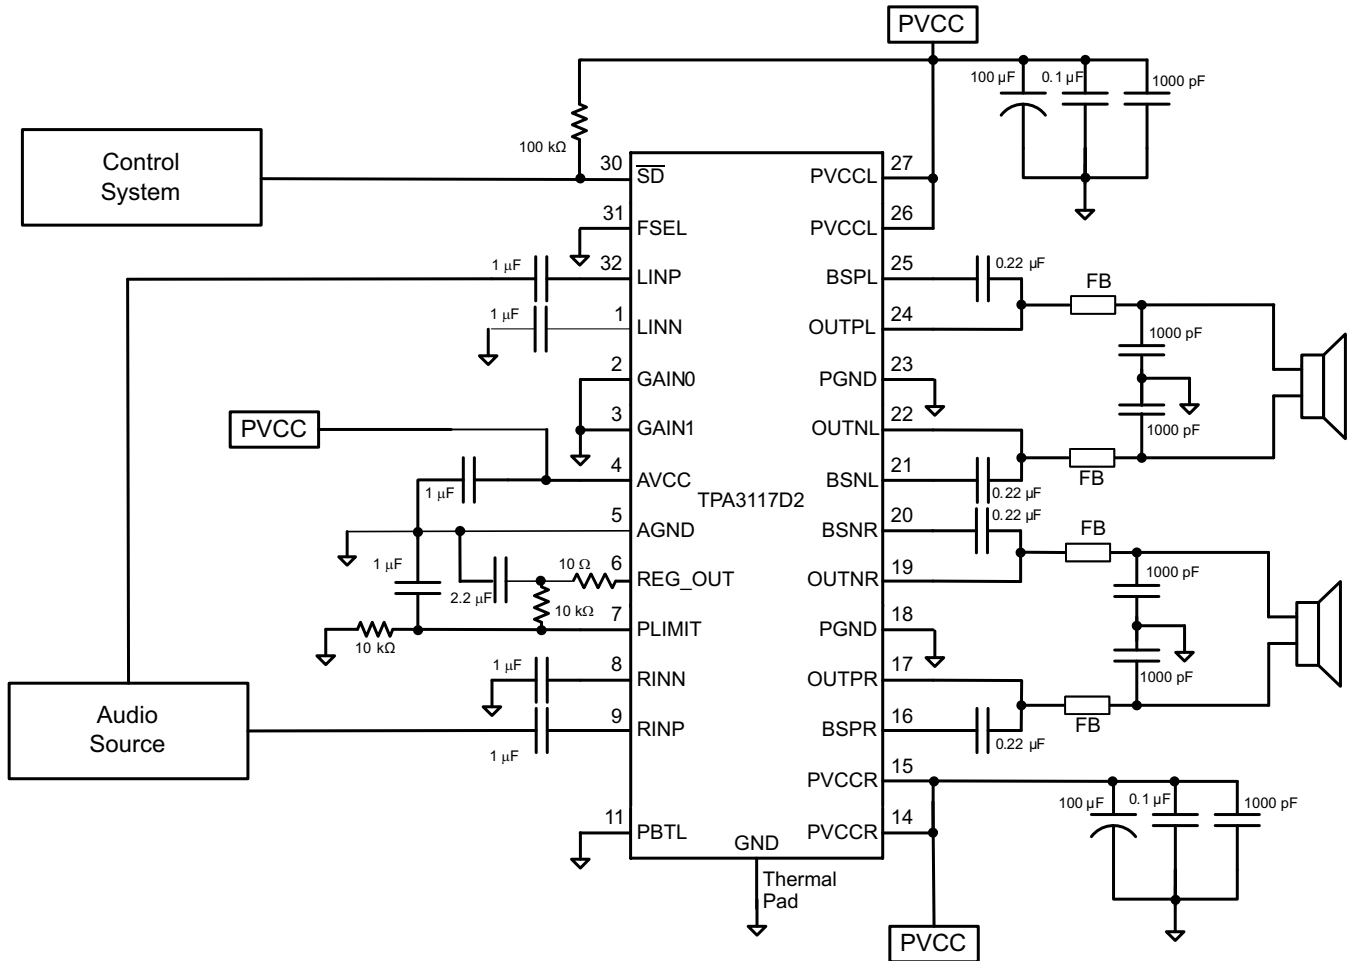 PVCC
100 µF
0.1 µF
1000 pF
Control
System
100 kΩ
30
SD
PVCCL
27
31
FSEL
PVCCL
26
1 µF
32
LINP
BSPL
25
0.22 µF
FB
1 µF
1
LINN
OUTPL
24
1000 pF
2
GAIN0
PGND
23
PVCC
3
GAIN1
OUTNL
22
1000 pF
1 µF
4
AVCC
BSNL
21
0.22 µF
FB
TPA3117D2
5
AGND
BSNR
20
0.22 µF
FB
1 µF
2.2 µF
10 Ω
6
REG_OUT
OUTNR
19
1000 pF
10 kΩ
10 kΩ
7
PLIMIT
PGND
18
1 µF
8
RINN
OUTPR
17
1000 pF
Audio
Source
1 µF
9
RINP
BSPR
16
0.22 µF
FB
PVCCR
15
100 µF
0.1 µF
1000 pF
11
PBTL
PVCCR
14
GND
Thermal
Pad
PVCC